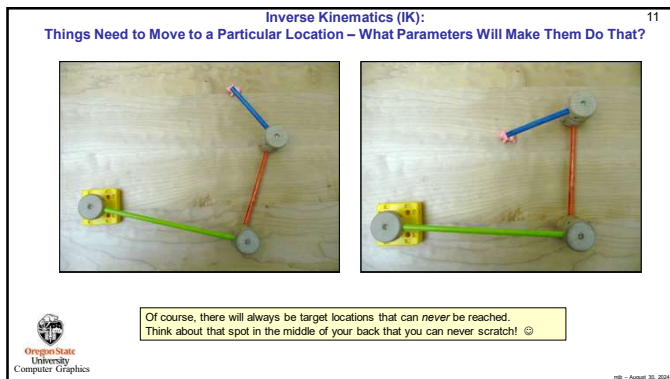 Inverse Kinematics (IK):
11
Things Need to Move to a Particular Location – What Parameters Will Make Them Do That?
Of course, there will always be target locations that can never be reached.
Think about that spot in the middle of your back that you can never scratch! ☺
Oregon State
University
Computer Graphics
mjb – August 30, 2024